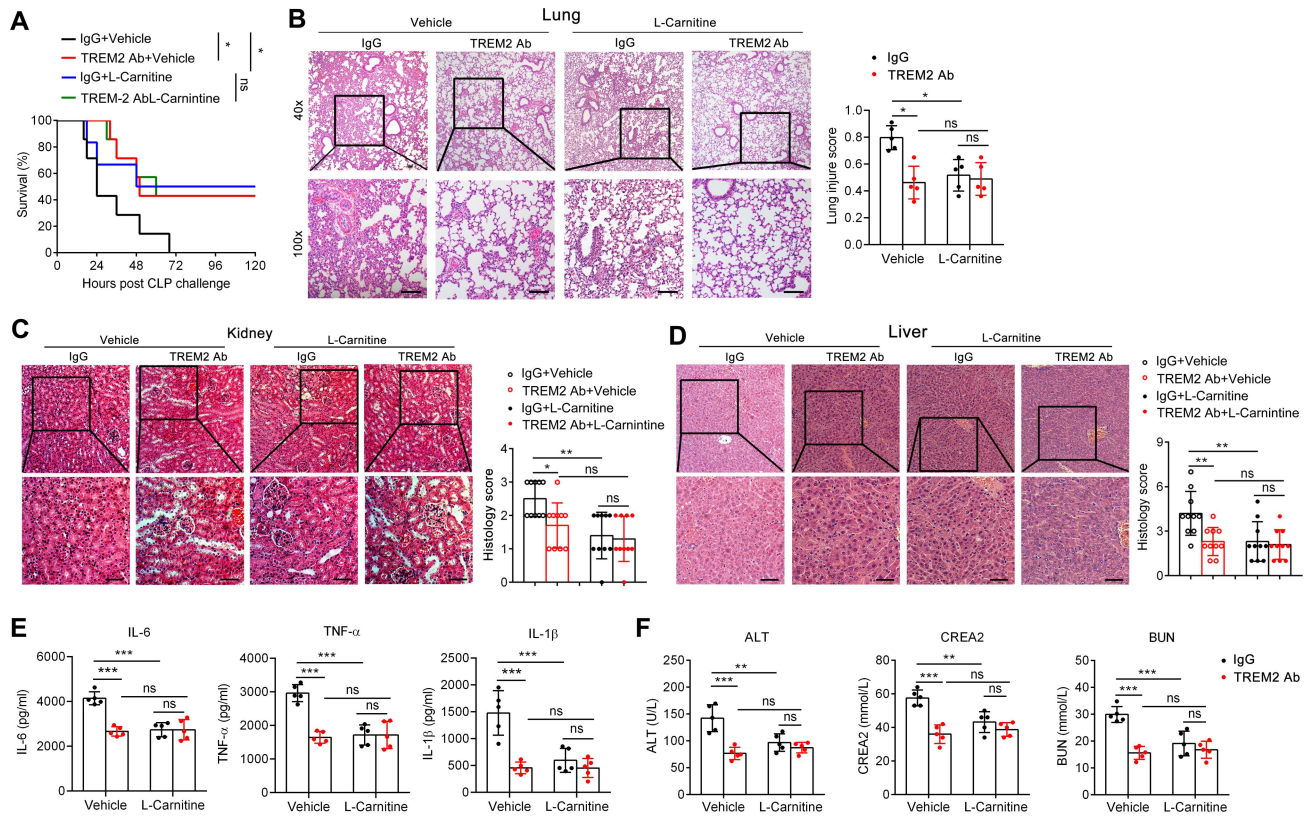 A
IgG+Vehicle
TREM2 Ab+Vehicle
IgG+L-Carnitine
TREM-2 AbL-Carnintine
*
*
ns
Survival (%)
100
80
60
40
20
0
0 24 48 72 96 120
Hours post CLP challenge
B
Lung
Vehicle L-Carnitine
IgG TREM2 Ab IgG TREM2 Ab
40x
100x
IgG
TREM2 Ab
Lung injure score
1.0
0.8
0.6
0.4
0.2
0.0
*
* ns
ns
Vehicle L-Carnitine
C
Kidney
Vehicle L-Carnitine
IgG TREM2 Ab IgG TREM2 Ab
IgG+Vehicle
TREM2 Ab+Vehicle
IgG+L-Carnitine
TREM2 Ab+L-Carnintine
Histology score
4
3
2
1
0
**
* ns
ns
D
Liver
Vehicle L-Carnitine
IgG TREM2 Ab IgG TREM2 Ab
IgG+Vehicle
TREM2 Ab+Vehicle
IgG+L-Carnitine
TREM2 Ab+L-Carnintine
Histology score
9
6
3
0
**
** ns
ns
E
IL-6
IL-6 (pg/ml)
6000
4000
2000
0
***
***
ns
ns
Vehicle L-Carnitine
TNF-α
TNF-α (pg/ml)
4000
3000
2000
1000
0
***
***
ns
ns
Vehicle L-Carnitine
IL-1β
IL-1β (pg/ml)
2000
1500
1000
500
0
***
***
ns
ns
Vehicle L-Carnitine
F
ALT
ALT (U/L)
250
200
150
100
50
0
**
***
ns
ns
Vehicle L-Carnitine
CREA2
CREA2 (mmol/L)
80
60
40
20
0
**
***
ns
ns
Vehicle L-Carnitine
BUN
BUN (mmol/L)
50
40
30
20
10
0
***
***
ns
ns
Vehicle L-Carnitine
IgG
TREM2 Ab